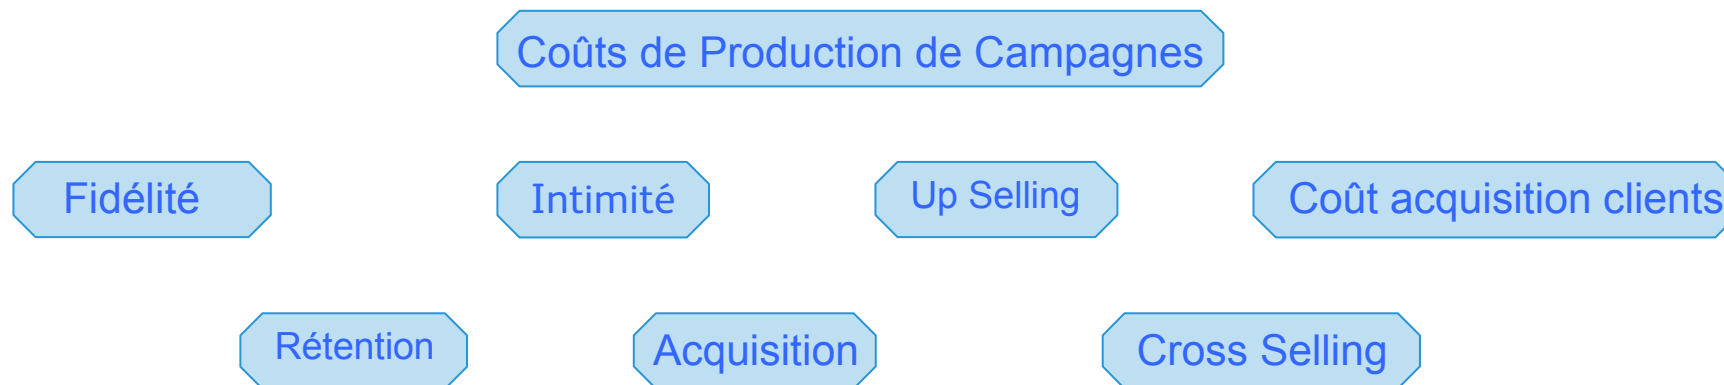 Coûts de Production de Campagnes
Fidélité
Intimité
Up Selling
Coût acquisition clients
Rétention
Acquisition
Cross Selling